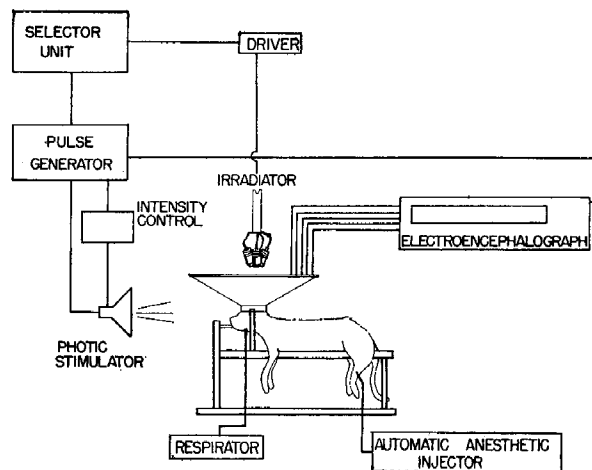 SELECTOR
UNIT
DRIVER
PULSE
GENERATOR
IRRADIATOR
INTENSITY
CONTROL
ELECTROENCEPHALOGRAPH
PHOTIC
STIMULATOR
RESPIRATOR
AUTOMATIC ANESTHETIC
INJECTOR